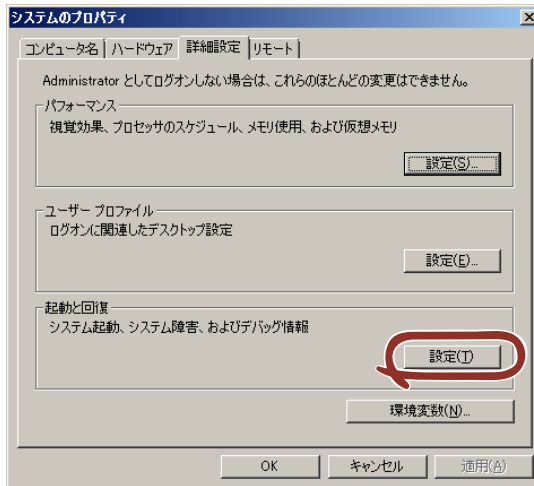 システムのプロパティ
コンピュータ名 ハードウェア 詳細設定 リモート
Administrator としてログオンしない場合は、これらのほとんどの変更はできません。
パフォーマンス
視覚効果、プロセッサのスケジュール、メモリ使用、および仮想メモリ
設定(S)...
ユーザー プロファイル
ログオンに関連したデスクトップ設定
設定(E)...
起動と回復
システム起動、システム障害、およびデバッグ情報
設定(T)
環境変数(N)...
OK キャンセル 適用(A)